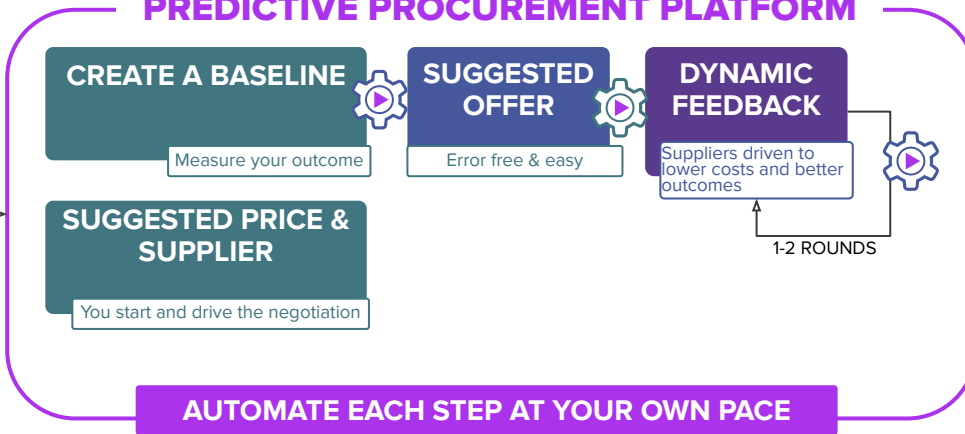 PREDICTIVE PROCUREMENT PLATFORM
CREATE A BASELINE
Measure your outcome
SUGGESTED
OFFER
Error free & easy
DYNAMIC
FEEDBACK
Suppliers driven to
lower costs and better
outcomes
1-2 ROUNDS
SUGGESTED PRICE &
SUPPLIER
You start and drive the negotiation
AUTOMATE EACH STEP AT YOUR OWN PACE